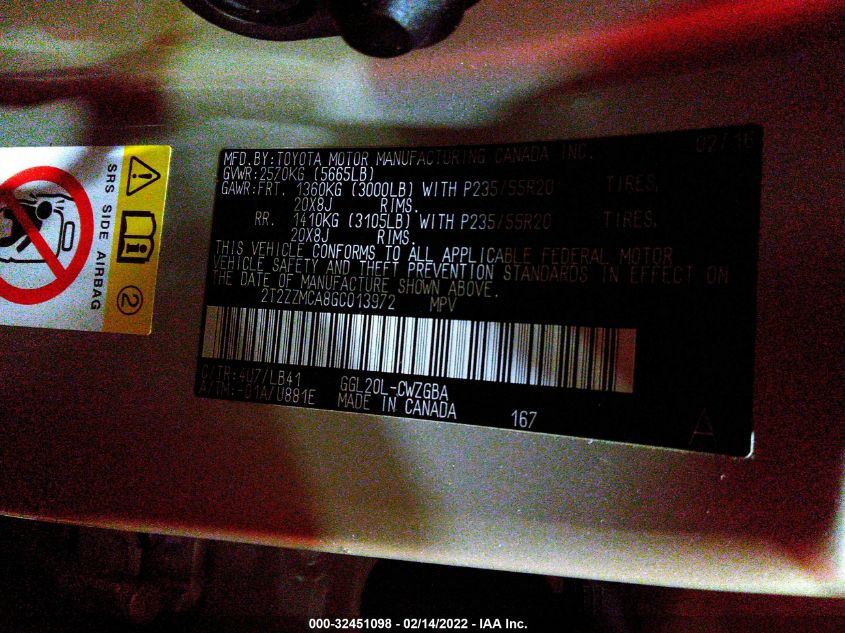 MFD.BY:TOYOTA MOTOR MANUFACTURING CANADA INC. 02/16
GVWR:2570KG (5665LB)
GAWR:FRT. 1360KG (3000LB) WITH P235/55R20 TIRES,
20X8J RIMS.
RR. 1410KG (3105LB) WITH P235/55R20 TIRES,
20X8J RIMS.
THIS VEHICLE CONFORMS TO ALL APPLICABLE FEDERAL MOTOR
VEHICLE SAFETY AND THEFT PREVENTION STANDARDS IN EFFECT ON
THE DATE OF MANUFACTURE SHOWN ABOVE.
2T2ZZMCA8GC013972 MPV
C/TR:4U7/LB41 GGL20L-CWZGBA
A/TM:-01A/U881E MADE IN CANADA 167
A
SRS SIDE AIRBAG
2
000-32451098 - 02/14/2022 - IAA Inc.